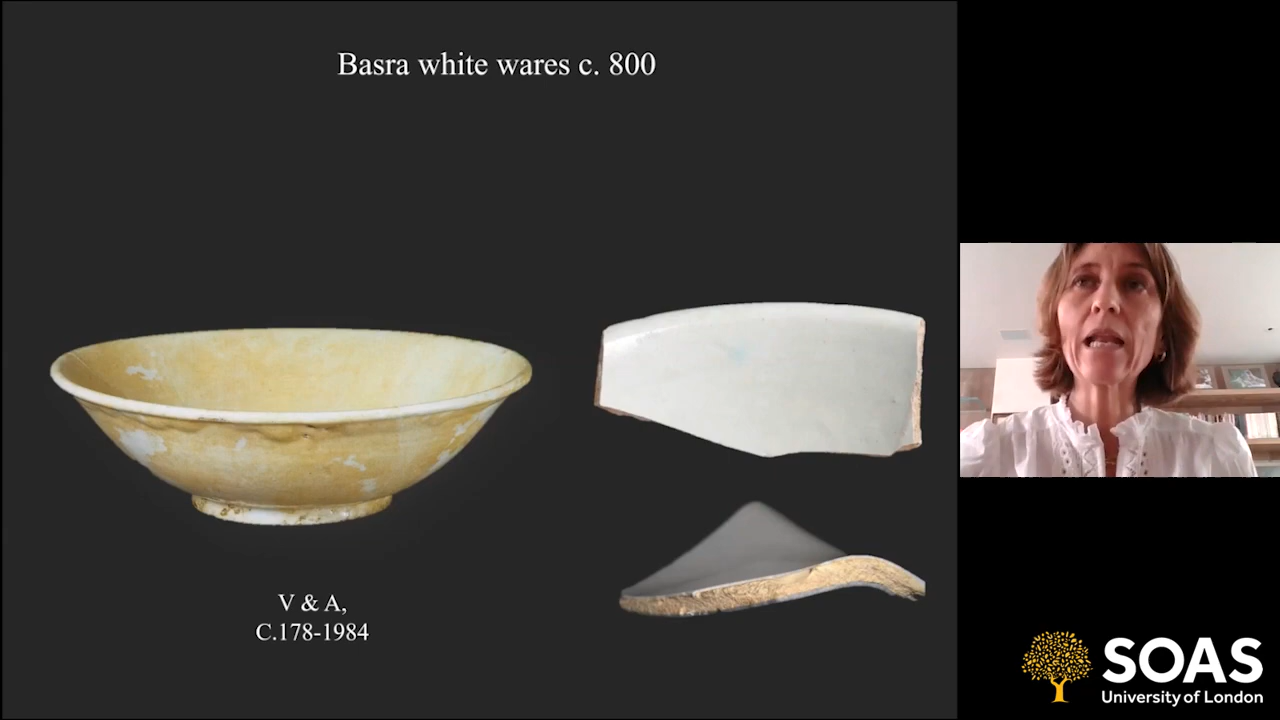 Basra white wares c. 800
V & A,
C.178-1984
SOAS
University of London